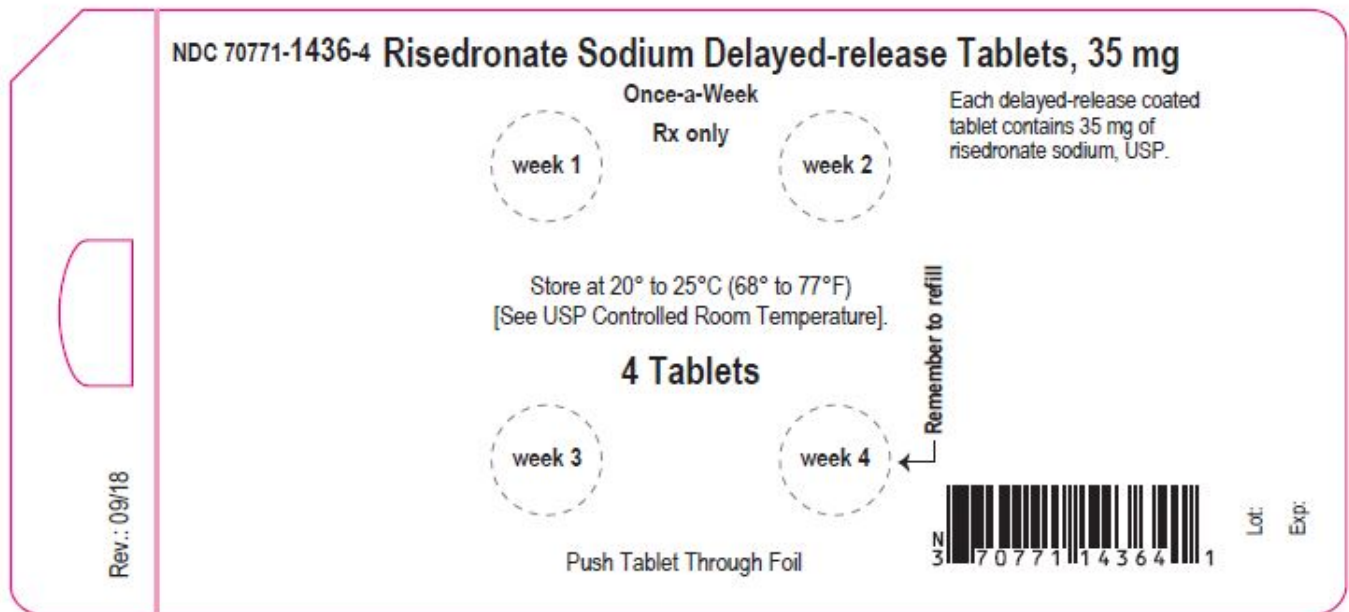 NDC 70771-1436-4 Risedronate Sodium Delayed-release Tablets, 35 mg
Once-a-Week
Rx only
Each delayed-release coated
tablet contains 35 mg of
risedronate sodium, USP.
week 1
week 2
Store at 20° to 25°C (68° to 77°F)
[See USP Controlled Room Temperature].
4 Tablets
Remember to refill
week 3
week 4
Push Tablet Through Foil
N
3 70771 14364 1
Lot:
Exp:
Rev.: 09/18